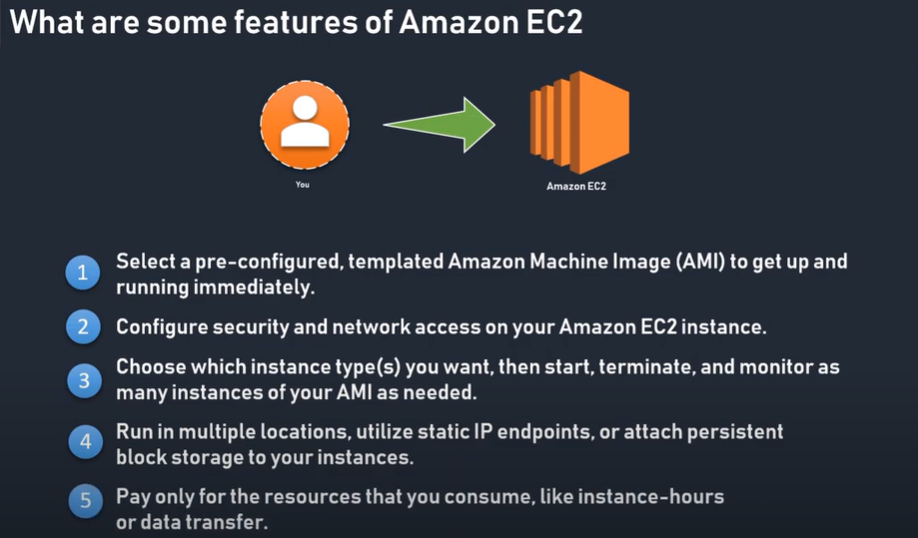 What are some features of Amazon EC2
You
Amazon EC2
1
Select a pre-configured, templated Amazon Machine Image (AMI) to get up and
running immediately.
2
Configure security and network access on your Amazon EC2 instance.
3
Choose which instance type(s) you want, then start, terminate, and monitor as
many instances of your AMI as needed.
4
Run in multiple locations, utilize static IP endpoints, or attach persistent
block storage to your instances.
5
Pay only for the resources that you consume, like instance-hours
or data transfer.